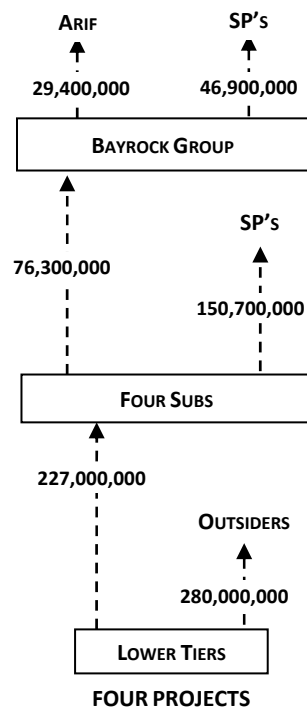 ARIF SP'S
29,400,000 46,900,000
BAYROCK GROUP
SP'S
76,300,000
150,700,000
FOUR SUBS
227,000,000
OUTSIDERS
280,000,000
LOWER TIERS
FOUR PROJECTS